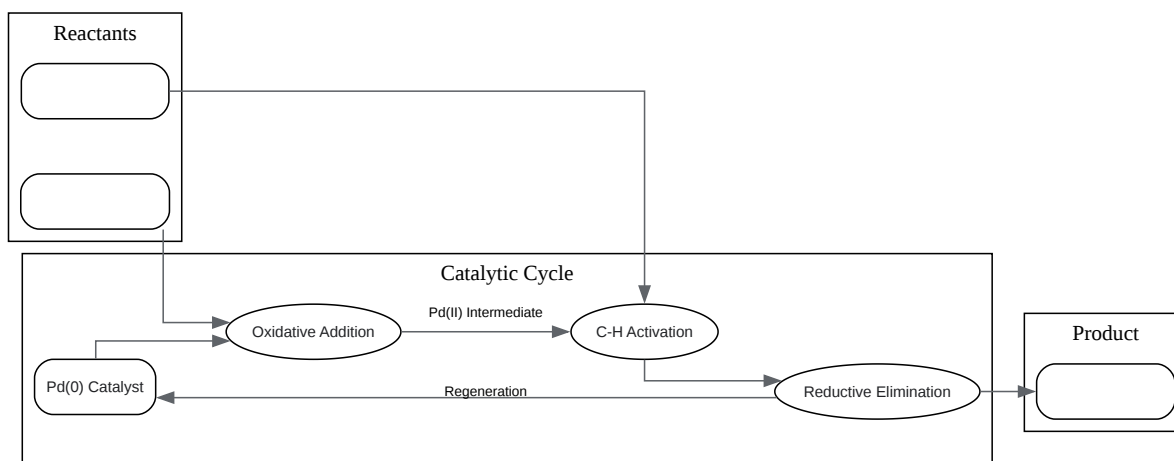 Reactants
Catalytic Cycle
Pd(II) Intermediate
Oxidative Addition
C-H Activation
Product
Pd(0) Catalyst
Regeneration
Reductive Elimination